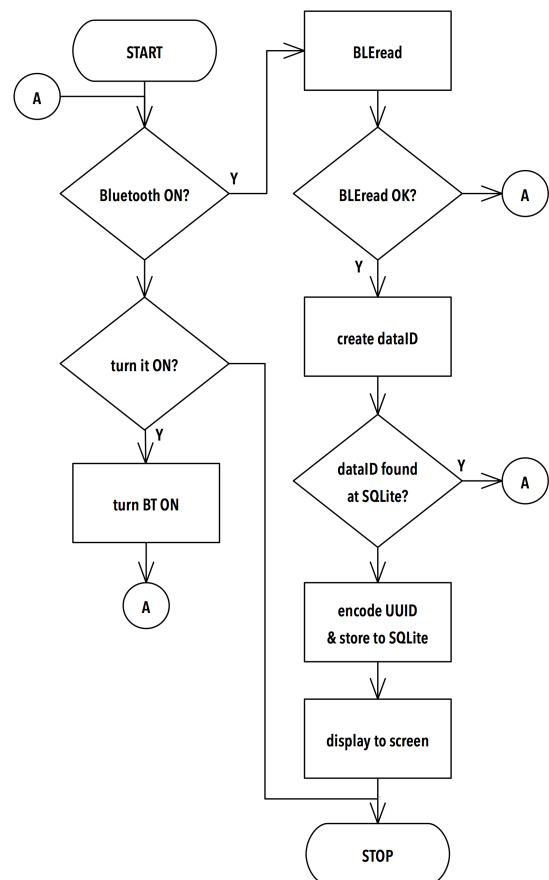 START
A
Bluetooth ON?
Y
turn it ON?
Y
turn BT ON
A
BLEread
BLEread OK?
A
Y
create dataID
dataID found
at SQLite?
Y
A
encode UUID
& store to SQLite
display to screen
STOP